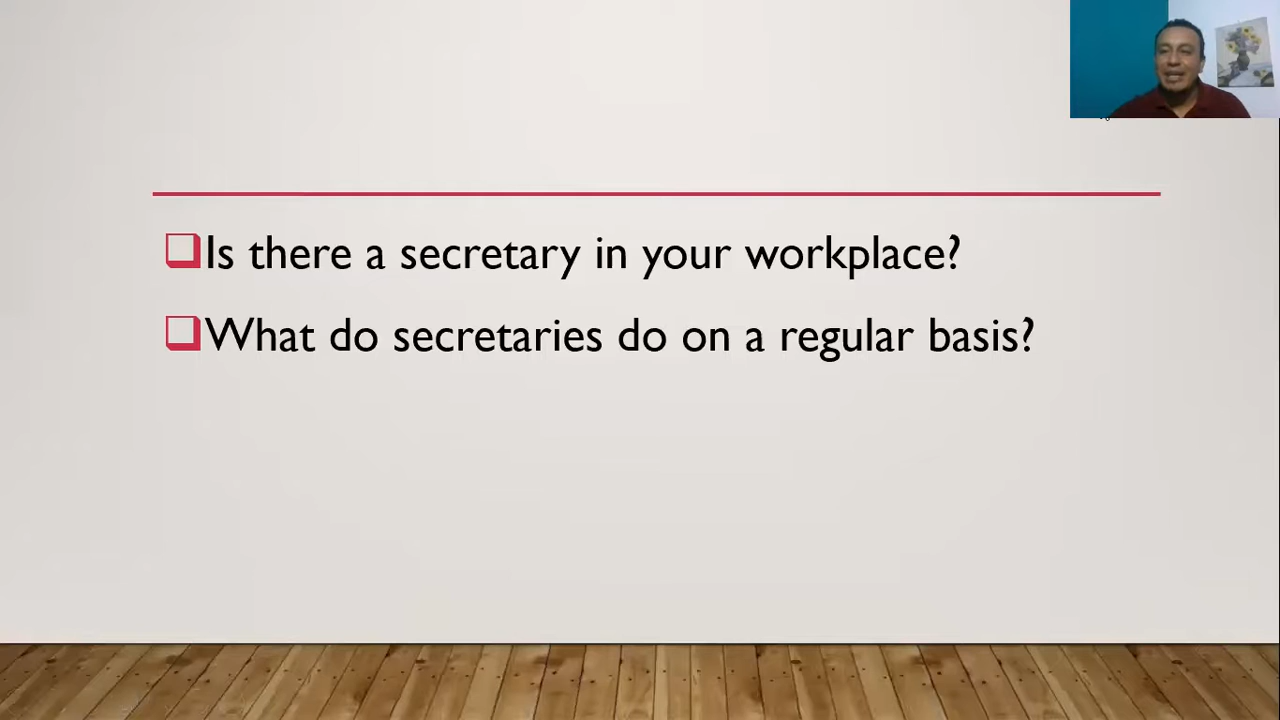 Is there a secretary in your workplace?
What do secretaries do on a regular basis?